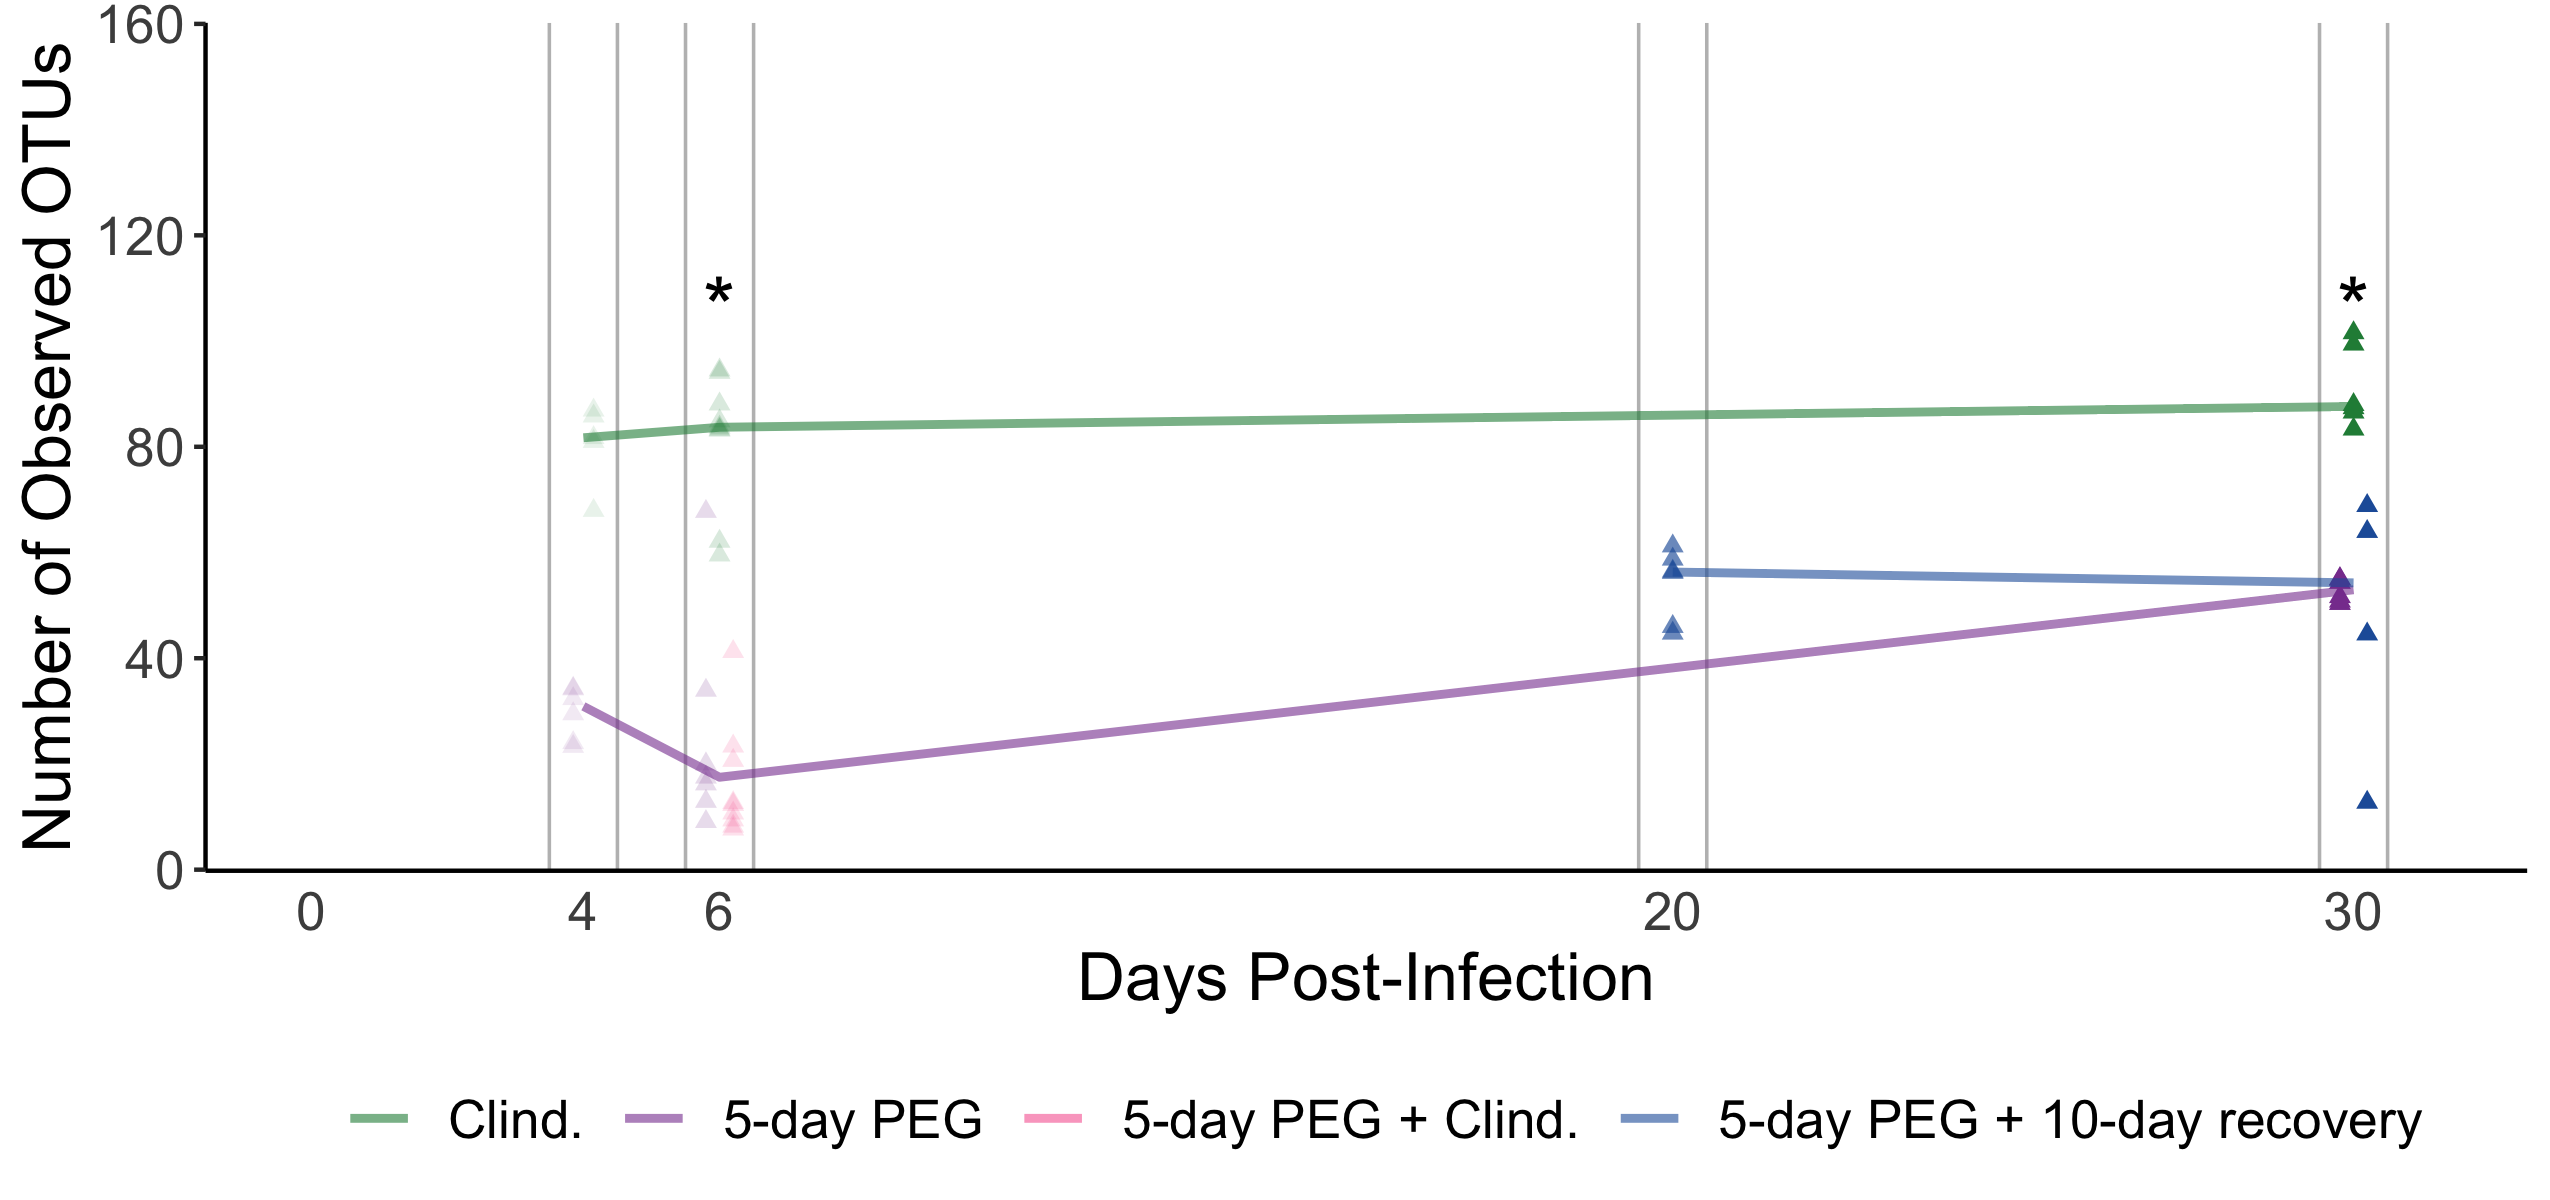 Number of Observed OTUs
160
120
80
40
0
*
*
0 4 6 20 30
Days Post-Infection
Clind. 5-day PEG 5-day PEG + Clind. 5-day PEG + 10-day recovery